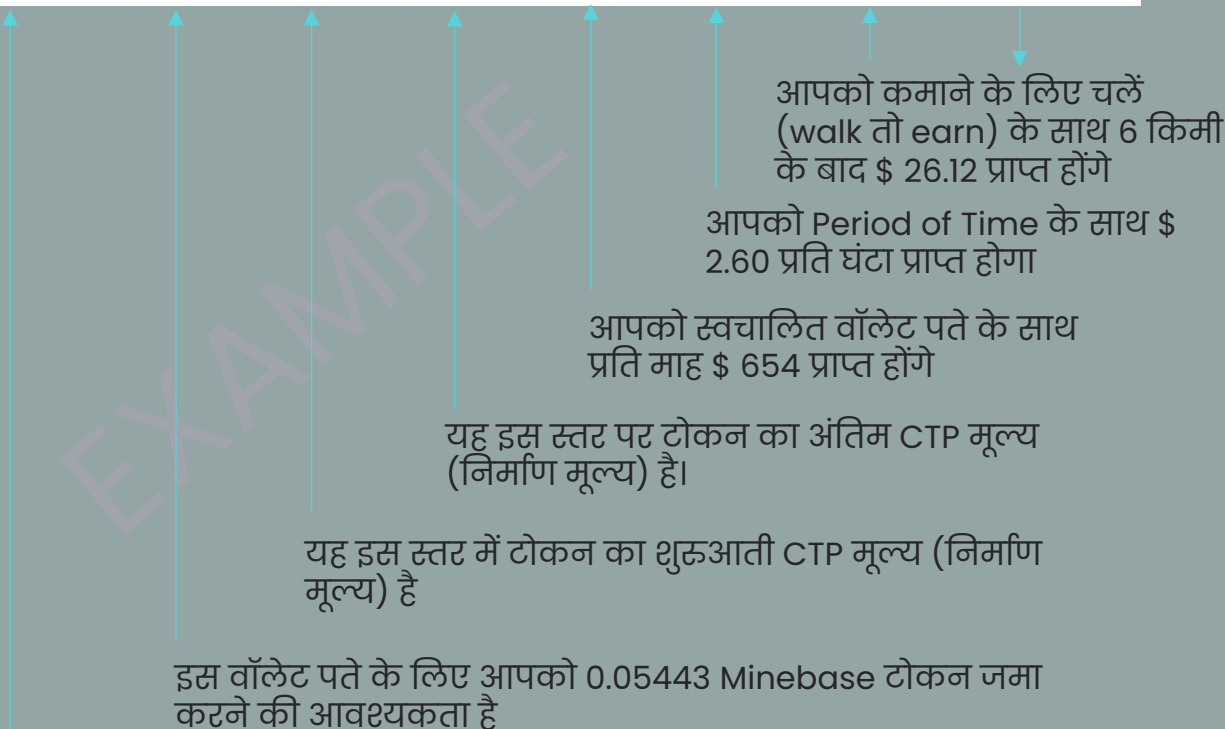 आपको कमाने के लिए चलें
(walk तो earn) के साथ 6 किमी
के बाद $ 26.12 प्राप्त होंगे
आपको Period of Time के साथ $
2.60 प्रति घंटा प्राप्त होगा
आपको स्वचालित वॉलेट पते के साथ
प्रति माह $ 654 प्राप्त होंगे
यह इस स्तर पर टोकन का अंतिम CTP मूल्य
(निर्माण मूल्य) है।
यह इस स्तर में टोकन का शुरुआती CTP मूल्य (निर्माण
मूल्य) है
इस वॉलेट पते के लिए आपको 0.05443 Minebase टोकन जमा
करने की आवश्यकता है
EXAMPLE